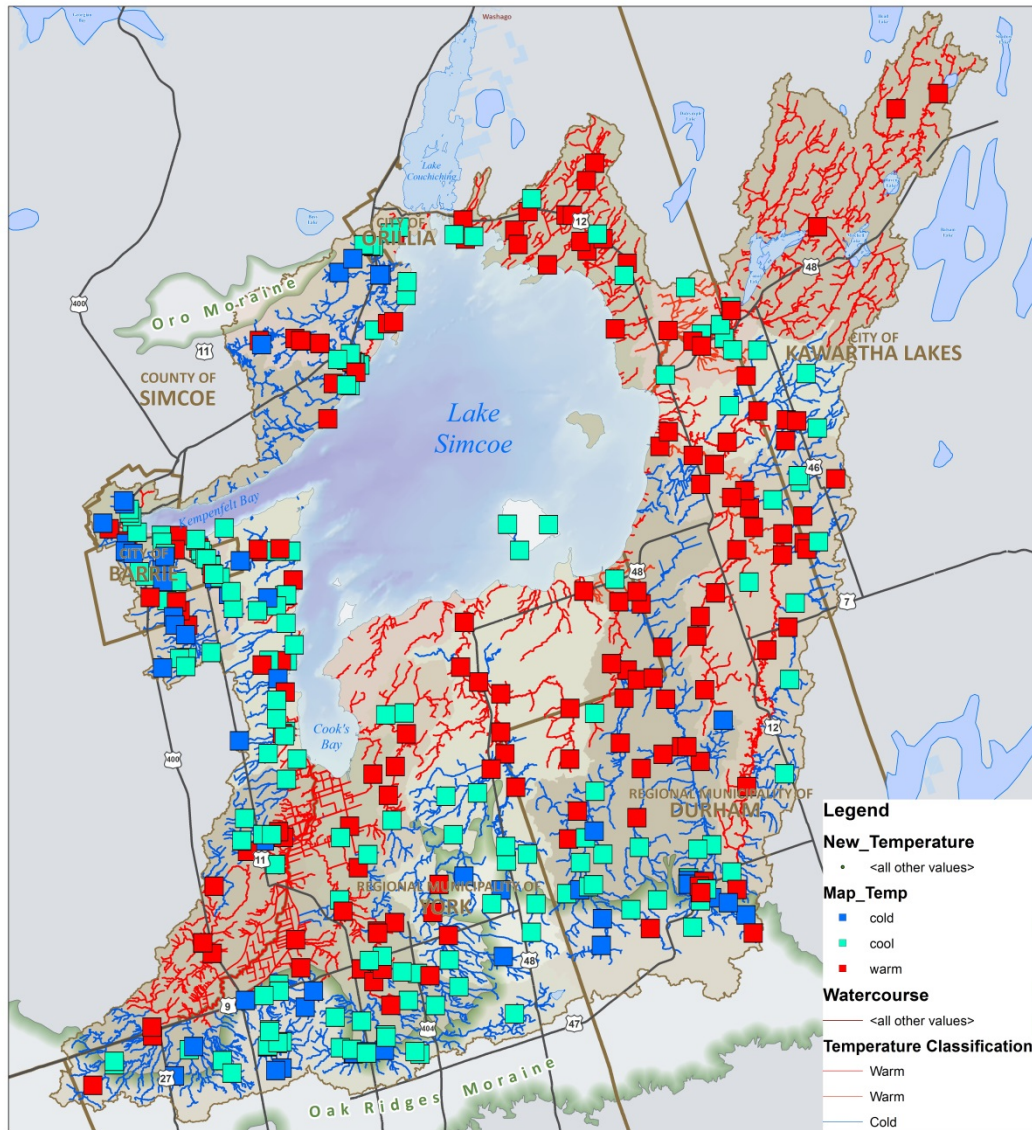 Washago
Lake
Couchiching
CITY OF
ORILLIA
12
Oro Moraine
400
11
COUNTY OF
SIMCOE
48
CITY OF
KAWARTHA LAKES
Lake
Simcoe
46
Kempenfelt Bay
CITY OF
BARRIE
48
7
Cook's
Bay
400
12
REGIONAL MUNICIPALITY OF
DURHAM
11
REGIONAL MUNICIPALITY OF
YORK
48
9
404
47
27
Oak Ridges Moraine
Legend
New_Temperature
<all other values>
Map_Temp
cold
cool
warm
Watercourse
<all other values>
Temperature Classification
Warm
Warm
Cold